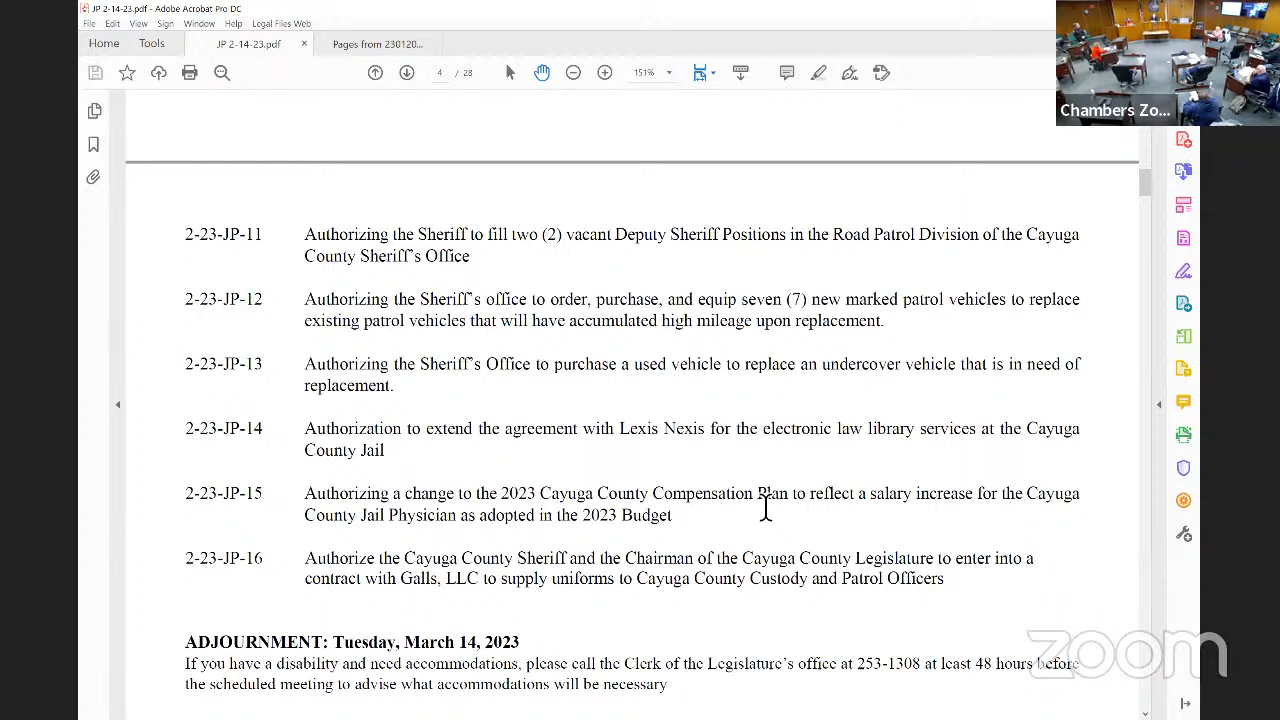 JP 2-14-23.pdf - Adobe Acrobat Pro DC
File Edit View Sign Window Help Legal Files Web
Home Tools JP 2-14-23.pdf × Pages from 230120...
4 / 28 151%
Chambers Zo...
2-23-JP-11 Authorizing the Sheriff to fill two (2) vacant Deputy Sheriff Positions in the Road Patrol Division of the Cayuga
County Sheriff's Office
2-23-JP-12 Authorizing the Sheriff's office to order, purchase, and equip seven (7) new marked patrol vehicles to replace
existing patrol vehicles that will have accumulated high mileage upon replacement.
2-23-JP-13 Authorizing the Sheriff's Office to purchase a used vehicle to replace an undercover vehicle that is in need of
replacement.
2-23-JP-14 Authorization to extend the agreement with Lexis Nexis for the electronic law library services at the Cayuga
County Jail
2-23-JP-15 Authorizing a change to the 2023 Cayuga County Compensation Plan to reflect a salary increase for the Cayuga
County Jail Physician as adopted in the 2023 Budget
2-23-JP-16 Authorize the Cayuga County Sheriff and the Chairman of the Cayuga County Legislature to enter into a
contract with Galls, LLC to supply uniforms to Cayuga County Custody and Patrol Officers
ADJOURNMENT: Tuesday, March 14, 2023
If you have a disability and need accommodations, please call the Clerk of the Legislature's office at 253-1308 at least 48 hours before
the scheduled meeting to advise what accommodations will be necessary
zoom